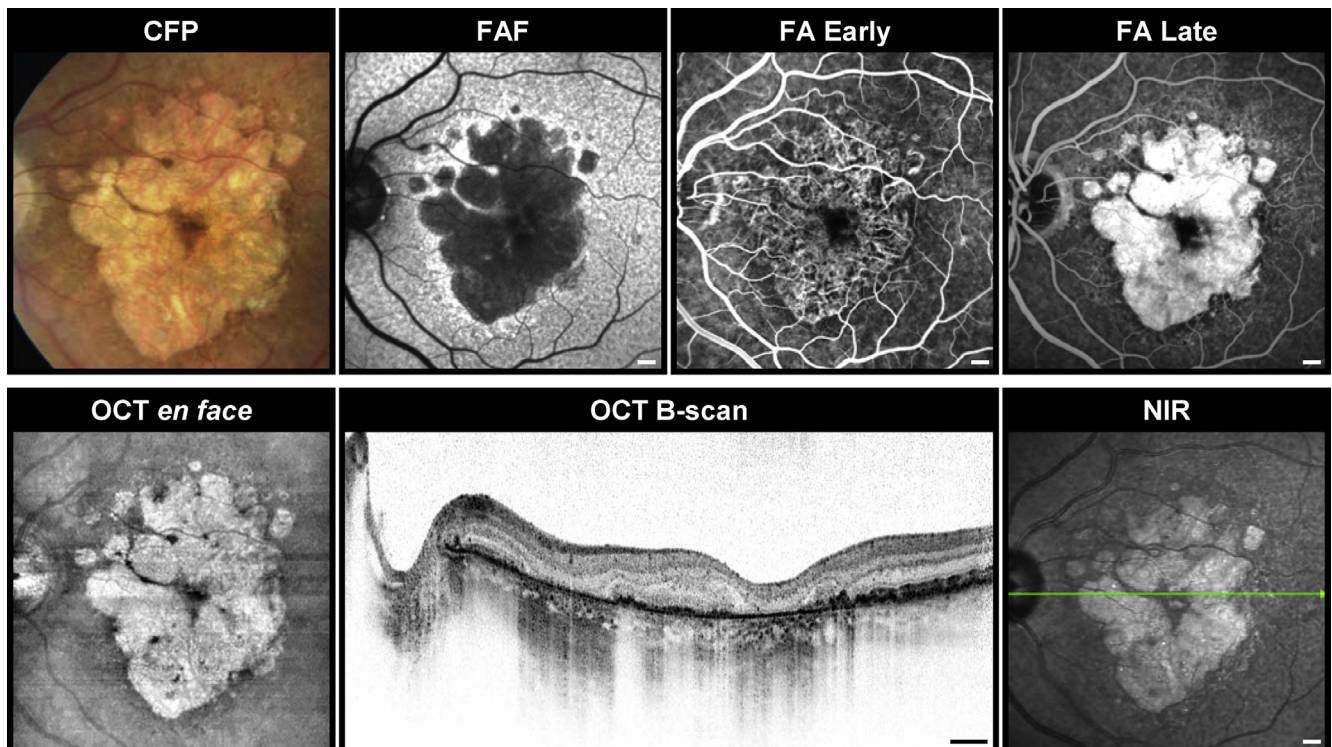 CFP
FAF
FA Early
FA Late
OCT en face
OCT B-scan
NIR